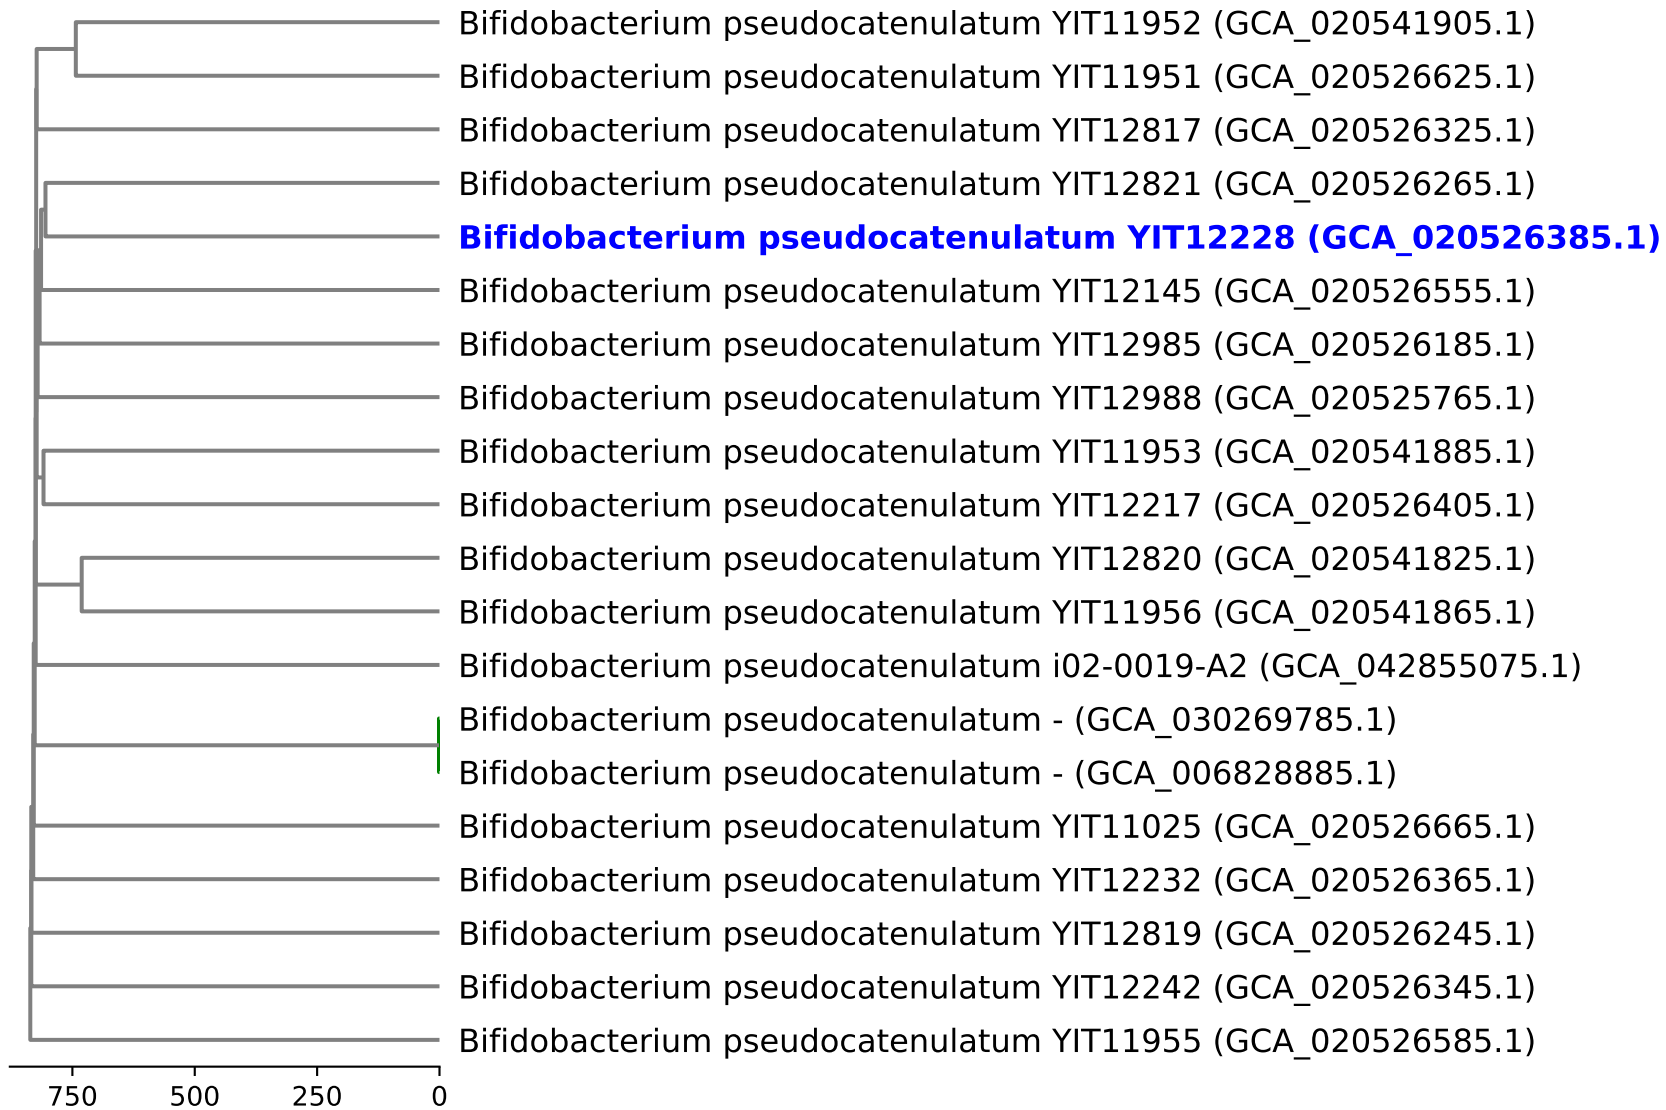 Bifidobacterium pseudocatenulatum YIT11952 (GCA_020541905.1)
Bifidobacterium pseudocatenulatum YIT11951 (GCA_020526625.1)
Bifidobacterium pseudocatenulatum YIT12817 (GCA_020526325.1)
Bifidobacterium pseudocatenulatum YIT12821 (GCA_020526265.1)
Bifidobacterium pseudocatenulatum YIT12228 (GCA_020526385.1)
Bifidobacterium pseudocatenulatum YIT12145 (GCA_020526555.1)
Bifidobacterium pseudocatenulatum YIT12985 (GCA_020526185.1)
Bifidobacterium pseudocatenulatum YIT12988 (GCA_020525765.1)
Bifidobacterium pseudocatenulatum YIT11953 (GCA_020541885.1)
Bifidobacterium pseudocatenulatum YIT12217 (GCA_020526405.1)
Bifidobacterium pseudocatenulatum YIT12820 (GCA_020541825.1)
Bifidobacterium pseudocatenulatum YIT11956 (GCA_020541865.1)
Bifidobacterium pseudocatenulatum i02-0019-A2 (GCA_042855075.1)
Bifidobacterium pseudocatenulatum - (GCA_030269785.1)
Bifidobacterium pseudocatenulatum - (GCA_006828885.1)
Bifidobacterium pseudocatenulatum YIT11025 (GCA_020526665.1)
Bifidobacterium pseudocatenulatum YIT12232 (GCA_020526365.1)
Bifidobacterium pseudocatenulatum YIT12819 (GCA_020526245.1)
Bifidobacterium pseudocatenulatum YIT12242 (GCA_020526345.1)
Bifidobacterium pseudocatenulatum YIT11955 (GCA_020526585.1)
750 500 250 0